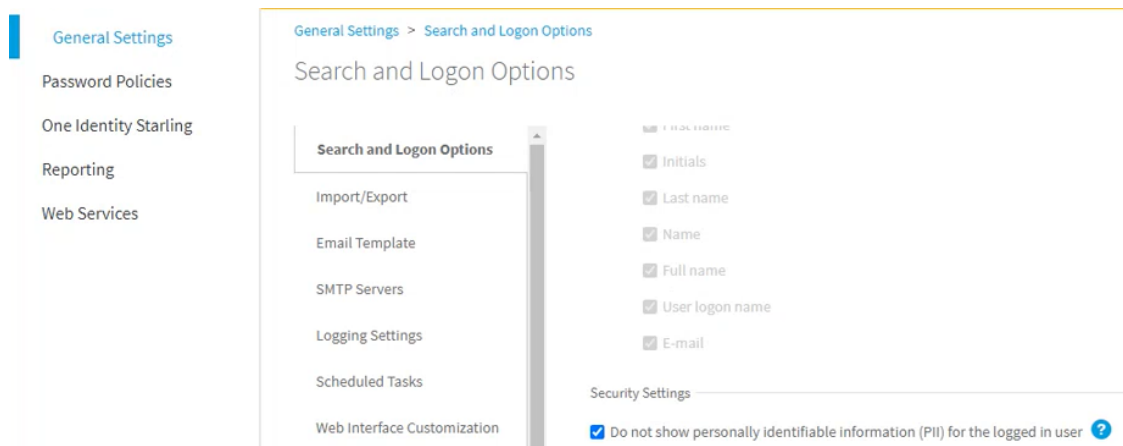 General Settings
Password Policies
One Identity Starling
Reporting
Web Services
General Settings > Search and Logon Options
Search and Logon Options
Search and Logon Options
Import/Export
Email Template
SMTP Servers
Logging Settings
Scheduled Tasks
Web Interface Customization
First name
Initials
Last name
Name
Full name
User logon name
E-mail
Security Settings
Do not show personally identifiable information (PII) for the logged in user ?